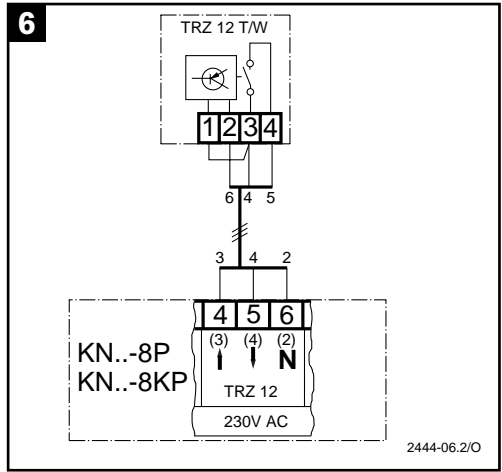 6
TRZ 12 T/W
1 2 3 4
6 4 5
3 4 2
4 5 6
(3) (4) (2)
N
KN..-8P
KN..-8KP
TRZ 12
230V AC
2444-06.2/O